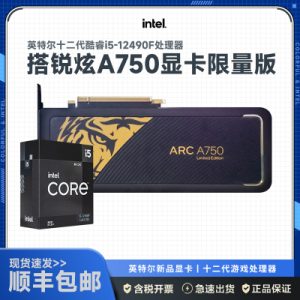 intel.
英特尔十二代酷睿i5-12490F处理器
搭锐炫A750显卡限量版
ARC A750
Limited Edition
intel
CORE
i5
现货速发>>
顺丰包邮
英特尔新品显卡｜十二代游戏处理器
含税开票
急速出货
正品保证